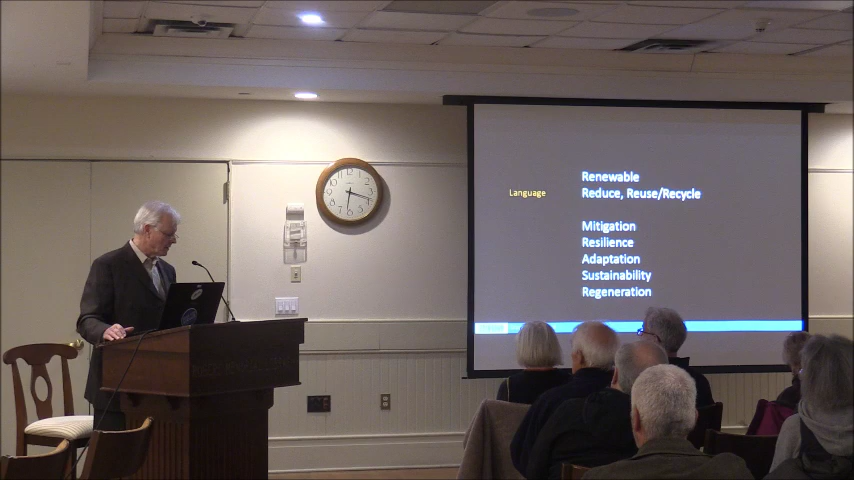 Renewable
Language
Reduce, Reuse/Recycle
Mitigation
Resilience
Adaptation
Sustainability
Regeneration